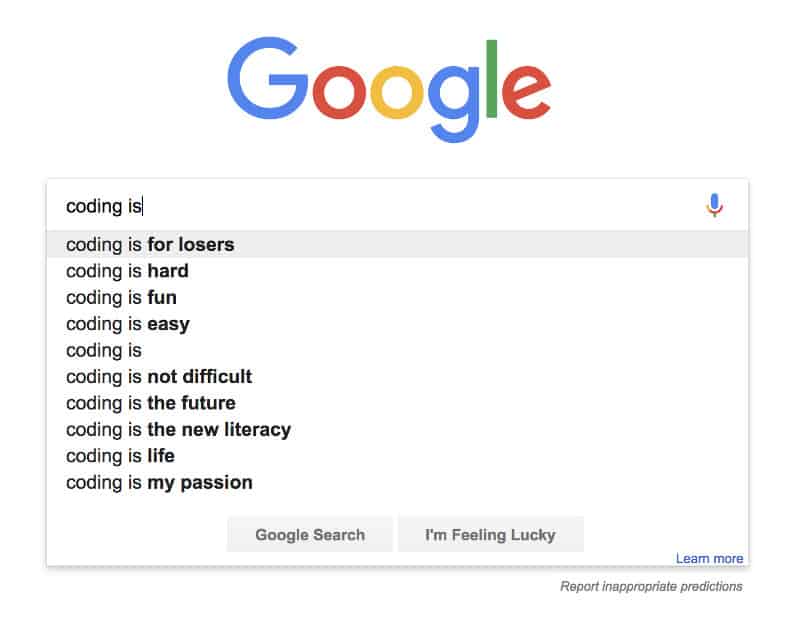 Google
coding is
coding is for losers
coding is hard
coding is fun
coding is easy
coding is
coding is not difficult
coding is the future
coding is the new literacy
coding is life
coding is my passion
Google Search I'm Feeling Lucky
Learn more
Report inappropriate predictions